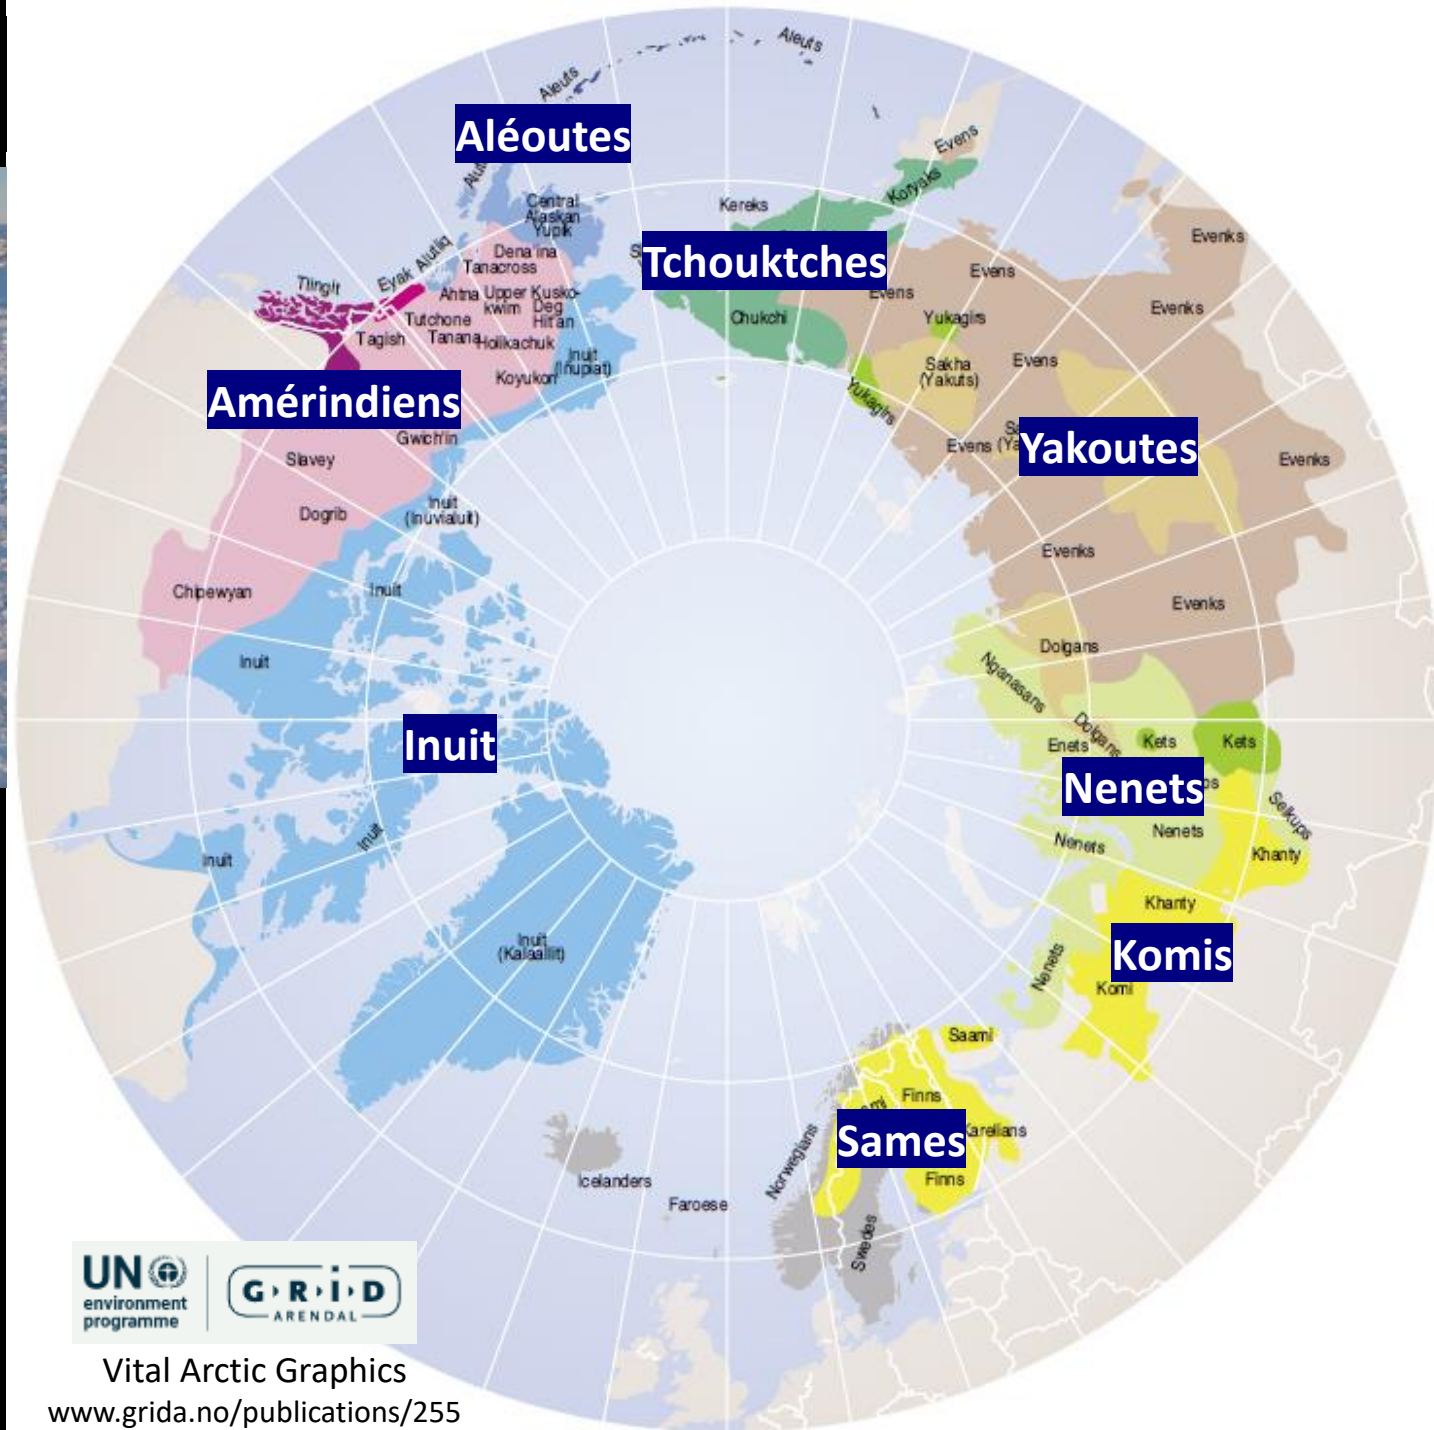 Aleuts
Aleuts
Aléoutes
Evens
Koryaks
Central
Alaskan
Yupik
Kereks
Evenks
Tchouktches
Eyak Alutiiq
Dena'ina
Tanacross
Evens
Tlingit
Ahtna Upper Kusko-
kwim Deg
Hit'an
Evens
Evenks
Tutchone
Chukchi
Yukagirs
Tagish
Tanana Holikachuk
Inuit
(Inupiat)
Sakha
(Yakuts)
Evens
Koyukon
Yukagirs
Amérindiens
Gwich'in
Evens
Yakoutes
Slavey
Evenks
Inuit
(Inuvialuit)
Dogrib
Evenks
Chipewyan
Inuit
Evenks
Dolgans
Inuit
Nganasans
Inuit
Dolgans
Enets
Kets
Kets
Nenets
Selkups
Inuit
Inuit
Nenets
Nenets
Khanty
Khanty
Inuit
(Kalaallit)
Komis
Nenets
Komi
Saami
Finns
Sames
Karelians
Norwegians
Finns
Icelanders
Faroese
Swedes
UN
environment
programme
G·R·i·D
ARENDAL
Vital Arctic Graphics
www.grida.no/publications/255